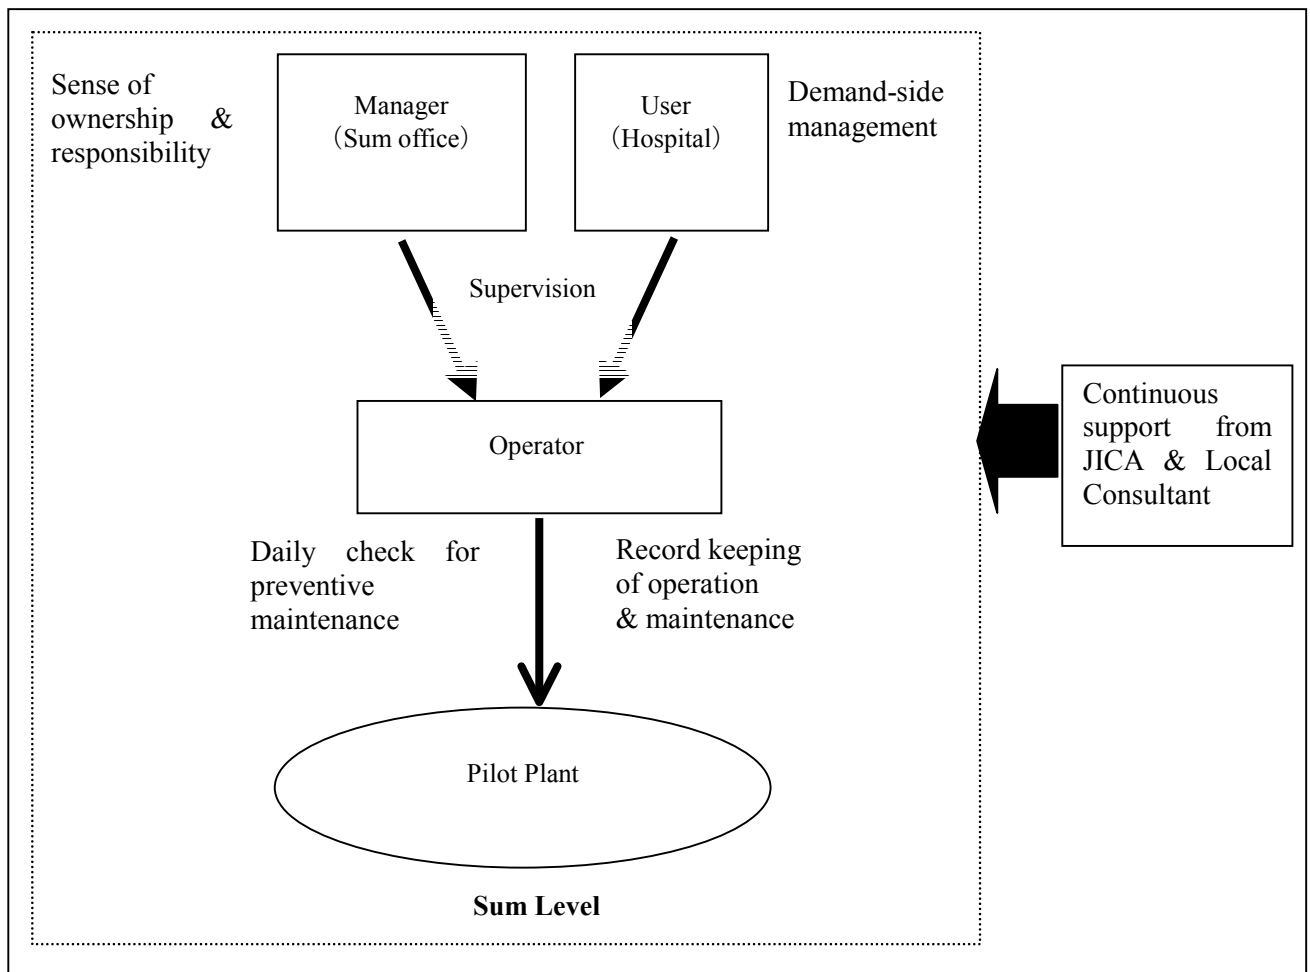 Sense of
ownership &
responsibility
Manager
（Sum office）
User
（Hospital）
Demand-side
management
Supervision
Operator
Continuous
support from
JICA & Local
Consultant
Daily check for
preventive
maintenance
Record keeping
of operation
& maintenance
Pilot Plant
Sum Level